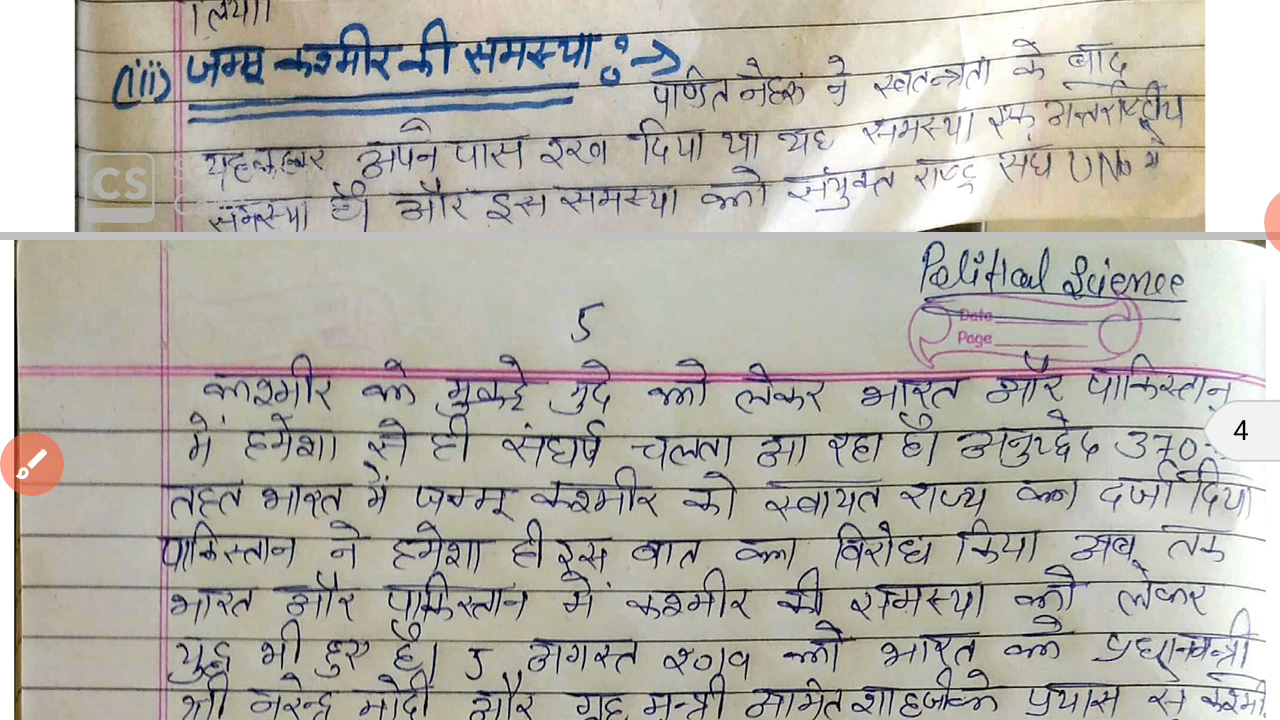 लिया।
(iii) जम्मू कश्मीर की समस्या :→
पण्डित नेहरू ने स्वतन्त्रता के बाद
यह कहकर अपने पास रख दिया था यह समस्या एक अन्तर्राष्ट्रीय
समस्या है। और इस समस्या को संयुक्त राष्ट्र संघ UNO में
CS
Political Science
5
Date
Page
कश्मीर के मुद्दे को लेकर भारत और पाकिस्तान
में हमेशा से ही संघर्ष चलता आ रहा है। अनुच्छेद 370
तहत भारत में जम्मू कश्मीर को स्वायत राज्य का दर्जा दिया
पाकिस्तान ने हमेशा ही इस बात का विरोध किया अब तक
भारत और पाकिस्तान में कश्मीर की समस्या को लेकर
युद्ध भी हुए है। 5 अगस्त को भारत के प्रधानमन्त्री
श्री नरेन्द्र मोदी और गृह मन्त्री अमित शाह जी के प्रयास से कश्मी
4